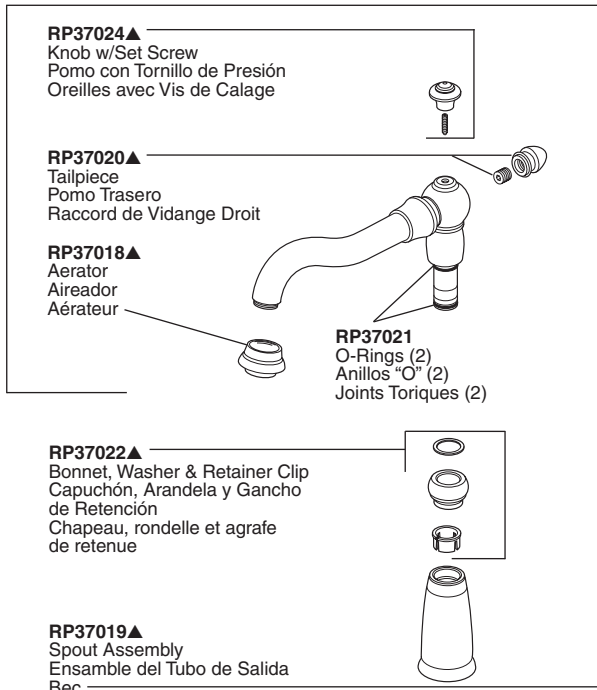 RP37024▲
Knob w/Set Screw
Pomo con Tornillo de Presión
Oreilles avec Vis de Calage
RP37020▲
Tailpiece
Pomo Trasero
Raccord de Vidange Droit
RP37018▲
Aerator
Aireador
Aérateur
RP37021
O-Rings (2)
Anillos “O” (2)
Joints Toriques (2)
RP37022▲
Bonnet, Washer & Retainer Clip
Capuchón, Arandela y Gancho
de Retención
Chapeau, rondelle et agrafe
de retenue
RP37019▲
Spout Assembly
Ensamble del Tubo de Salida
Bec